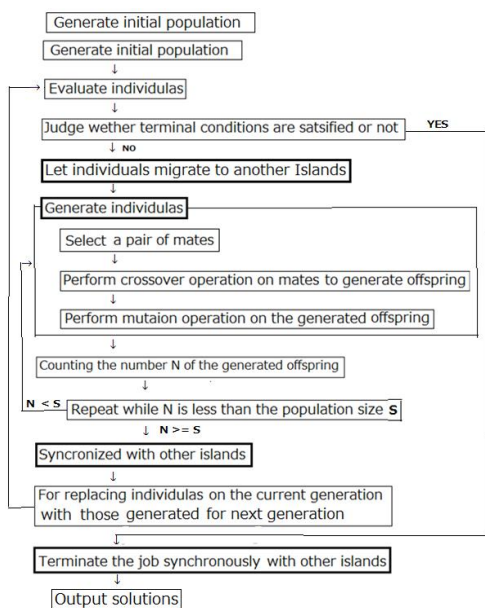 Generate initial population
Generate initial population
Evaluate individulas
Judge wether terminal conditions are satsified or not
YES
NO
Let individuals migrate to another Islands
Generate individulas
Select a pair of mates
Perform crossover operation on mates to generate offspring
Perform mutaion operation on the generated offspring
Counting the number N of the generated offspring
N < S
Repeat while N is less than the population size S
N >= S
Syncronized with other islands
For replacing individulas on the current generation
with those generated for next generation
Terminate the job synchronously with other islands
Output solutions